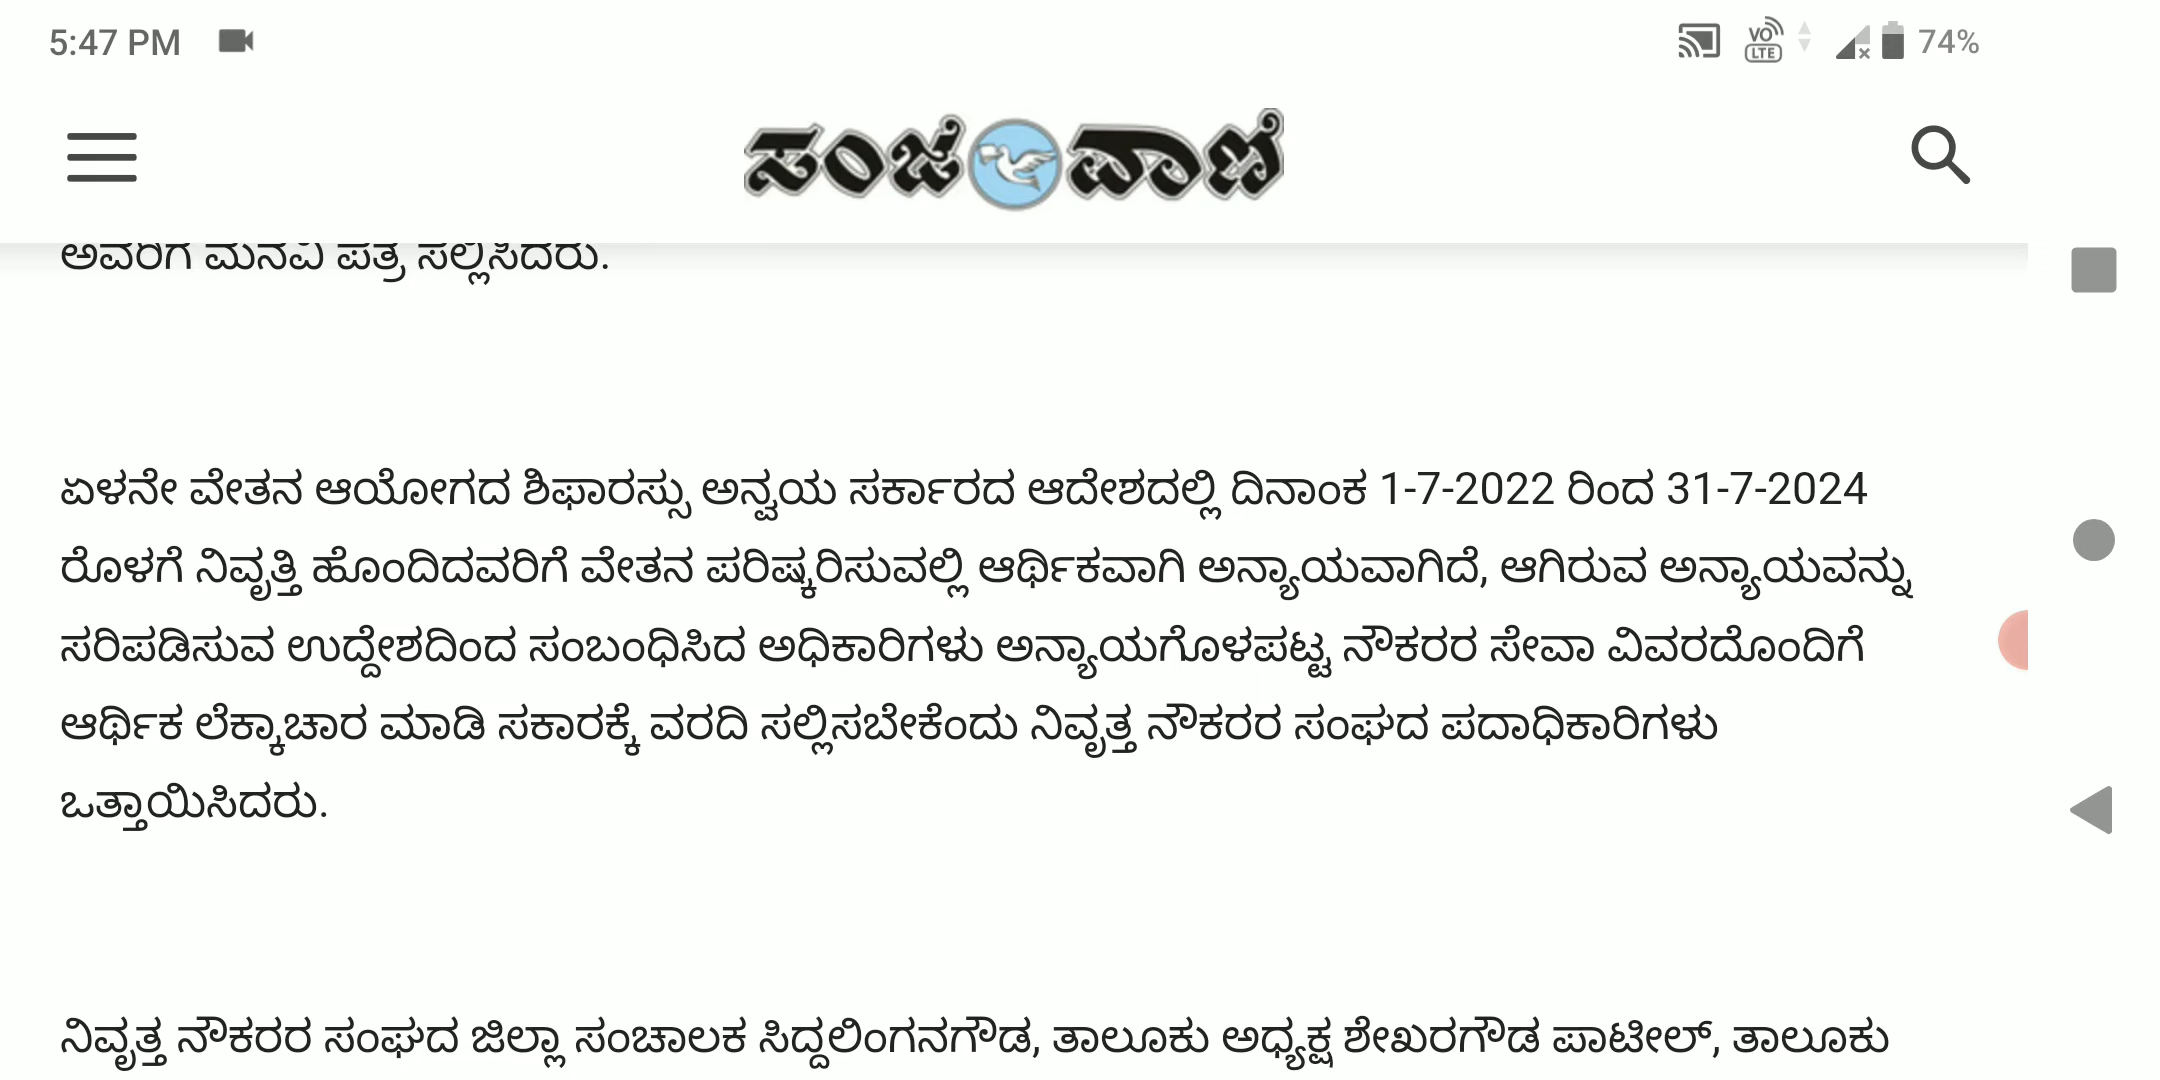 5:47 PM
VO LTE 74%
ಸಂಜೆ ವಾಣಿ
ಅವರಿಗೆ ಮನವಿ ಪತ್ರ ಸಲ್ಲಿಸಿದರು.
ಏಳನೇ ವೇತನ ಆಯೋಗದ ಶಿಫಾರಸ್ಸು ಅನ್ವಯ ಸರ್ಕಾರದ ಆದೇಶದಲ್ಲಿ ದಿನಾಂಕ 1-7-2022 ರಿಂದ 31-7-2024
ರೊಳಗೆ ನಿವೃತ್ತಿ ಹೊಂದಿದವರಿಗೆ ವೇತನ ಪರಿಷ್ಕರಿಸುವಲ್ಲಿ ಆರ್ಥಿಕವಾಗಿ ಅನ್ಯಾಯವಾಗಿದೆ, ಆಗಿರುವ ಅನ್ಯಾಯವನ್ನು
ಸರಿಪಡಿಸುವ ಉದ್ದೇಶದಿಂದ ಸಂಬಂಧಿಸಿದ ಅಧಿಕಾರಿಗಳು ಅನ್ಯಾಯಗೊಳಪಟ್ಟ ನೌಕರರ ಸೇವಾ ವಿವರದೊಂದಿಗೆ
ಆರ್ಥಿಕ ಲೆಕ್ಕಾಚಾರ ಮಾಡಿ ಸಕಾರಕ್ಕೆ ವರದಿ ಸಲ್ಲಿಸಬೇಕೆಂದು ನಿವೃತ್ತ ನೌಕರರ ಸಂಘದ ಪದಾಧಿಕಾರಿಗಳು
ಒತ್ತಾಯಿಸಿದರು.
ನಿವೃತ್ತ ನೌಕರರ ಸಂಘದ ಜಿಲ್ಲಾ ಸಂಚಾಲಕ ಸಿದ್ದಲಿಂಗನಗೌಡ, ತಾಲೂಕು ಅಧ್ಯಕ್ಷ ಶೇಖರಗೌಡ ಪಾಟೀಲ್, ತಾಲೂಕು